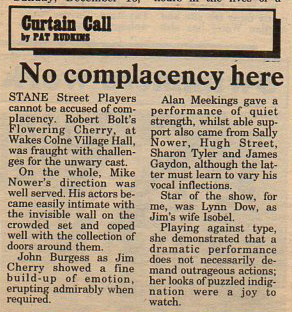 Curtain Call
by PAT RUDKINS
No complacency here
STANE Street Players
cannot be accused of com-
placency. Robert Bolt's
Flowering Cherry, at
Wakes Colne Village Hall,
was fraught with challen-
ges for the unwary cast.
On the whole, Mike
Nower's direction was
well served. His actors be-
came easily intimate with
the invisible wall on the
crowded set and coped
well with the collection of
doors around them.
John Burgess as Jim
Cherry showed a fine
build-up of emotion,
erupting admirably when
required.
Alan Meekings gave a
performance of quiet
strength, whilst able sup-
port also came from Sally
Nower, Hugh Street,
Sharon Tyler and James
Gaydon, although the lat-
ter must learn to vary his
vocal inflections.
Star of the show, for
me, was Lynn Dow, as
Jim's wife Isobel.
Playing against type,
she demonstrated that a
dramatic performance
does not necessarily de-
mand outrageous actions;
her looks of puzzled indig-
nation were a joy to
watch.